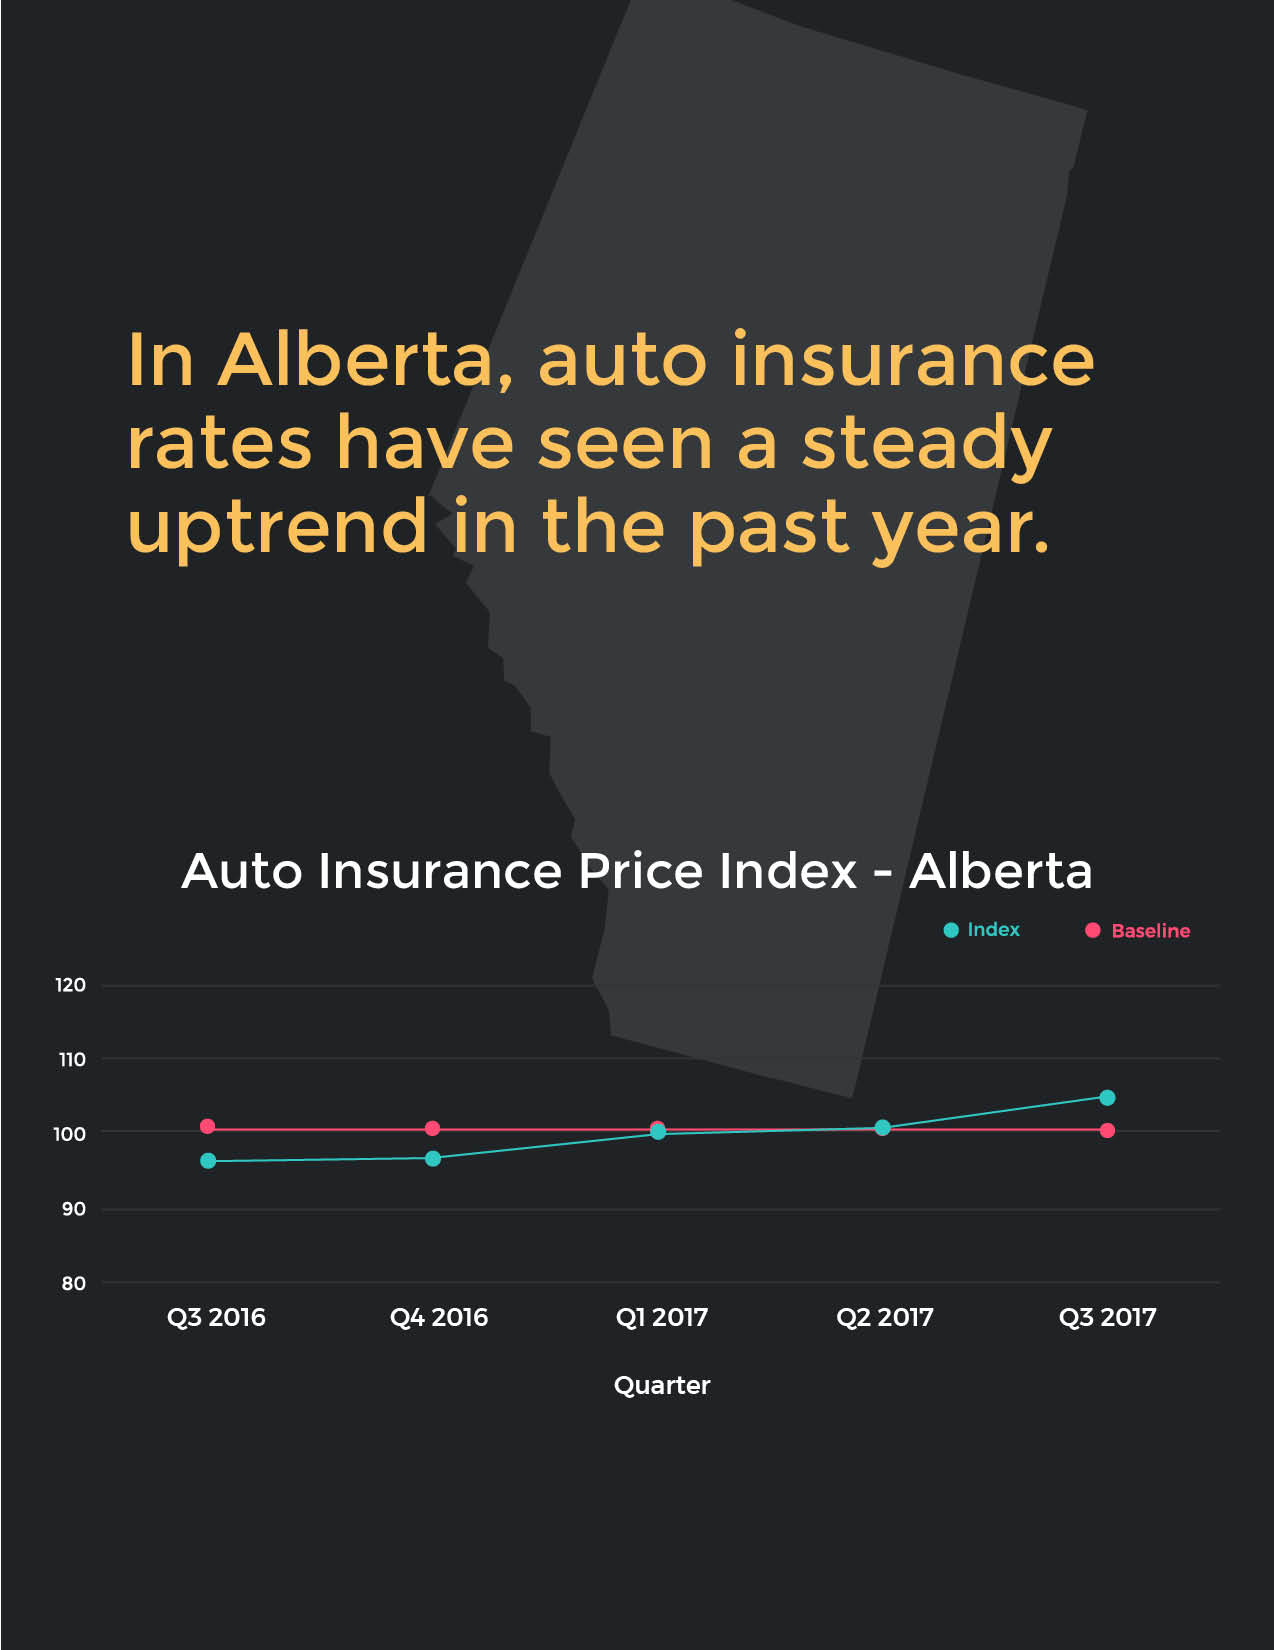 In Alberta, auto insurance
rates have seen a steady
uptrend in the past year.
Auto Insurance Price Index - Alberta
Index Baseline
120
110
100
90
80
Q3 2016 Q4 2016 Q1 2017 Q2 2017 Q3 2017
Quarter